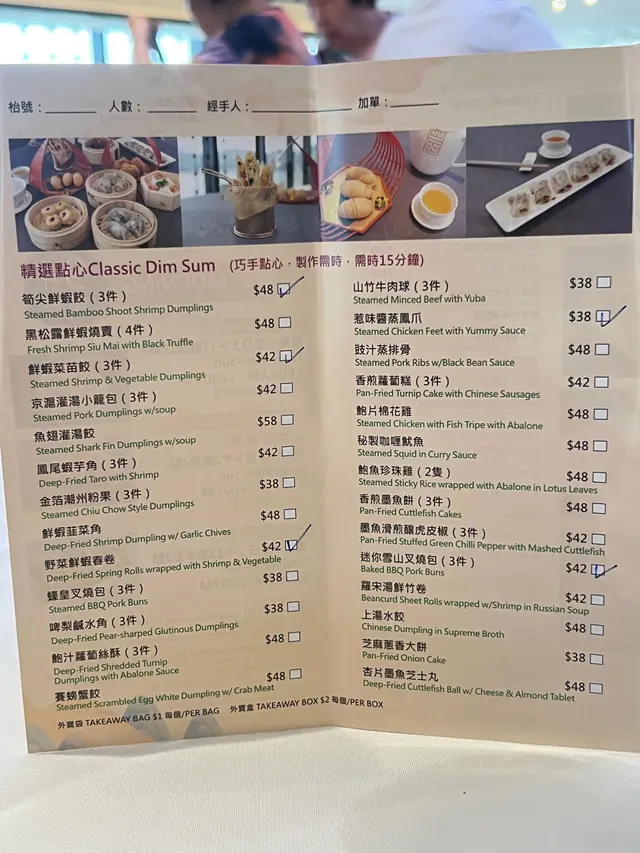 枱號：______ 人數：______ 經手人：____________ 加單：______
精選點心Classic Dim Sum (巧手點心，製作需時，需時15分鐘)
筍尖鮮蝦餃（3件） $48
Steamed Bamboo Shoot Shrimp Dumplings
黑松露鮮蝦燒賣（4件） $48
Fresh Shrimp Siu Mai with Black Truffle
鮮蝦菜苗餃（3件） $42
Steamed Shrimp & Vegetable Dumplings
京滬灌湯小籠包（3件） $42
Steamed Pork Dumplings w/soup
魚翅灌湯餃 $58
Steamed Shark Fin Dumplings w/soup
鳳尾蝦芋角（3件） $42
Deep-Fried Taro with Shrimp
金箔潮州粉果（3件） $38
Steamed Chiu Chow Style Dumplings
鮮蝦韮菜角 $48
Deep-Fried Shrimp Dumpling w/ Garlic Chives
野菜鮮蝦春卷 $42
Deep-Fried Spring Rolls wrapped with Shrimp & Vegetable
蠔皇叉燒包（3件） $38
Steamed BBQ Pork Buns
啤梨鹹水角（3件） $38
Deep-Fried Pear-sharped Glutinous Dumplings
鮑汁蘿蔔絲酥（3件） $48
Deep-Fried Shredded Turnip
Dumplings with Abalone Sauce
賽螃蟹餃 $48
Steamed Scrambled Egg White Dumpling w/ Crab Meat
外賣袋 TAKEAWAY BAG $1 每個/PER BAG 外賣盒 TAKEAWAY BOX $2 每個/PER BOX
山竹牛肉球（3件） $38
Steamed Minced Beef with Yuba
惹味醬蒸鳳爪 $38
Steamed Chicken Feet with Yummy Sauce
豉汁蒸排骨 $48
Steamed Pork Ribs w/Black Bean Sauce
香煎蘿蔔糕（3件） $42
Pan-Fried Turnip Cake with Chinese Sausages
鮑片棉花雞 $48
Steamed Chicken with Fish Tripe with Abalone
秘製咖喱魷魚 $48
Steamed Squid in Curry Sauce
鮑魚珍珠雞（2隻） $48
Steamed Sticky Rice wrapped with Abalone in Lotus Leaves
香煎墨魚餅（3件） $48
Pan-Fried Cuttlefish Cakes
墨魚滑煎釀虎皮椒（3件） $42
Pan-Fried Stuffed Green Chilli Pepper with Mashed Cuttlefish
迷你雪山叉燒包（3件） $42
Baked BBQ Pork Buns
羅宋湯鮮竹卷 $42
Beancurd Sheet Rolls wrapped w/Shrimp in Russian Soup
上湯水餃 $48
Chinese Dumpling in Supreme Broth
芝麻蔥香大餅 $38
Pan-Fried Onion Cake
杏片墨魚芝士丸 $48
Deep-Fried Cuttlefish Ball w/ Cheese & Almond Tablet